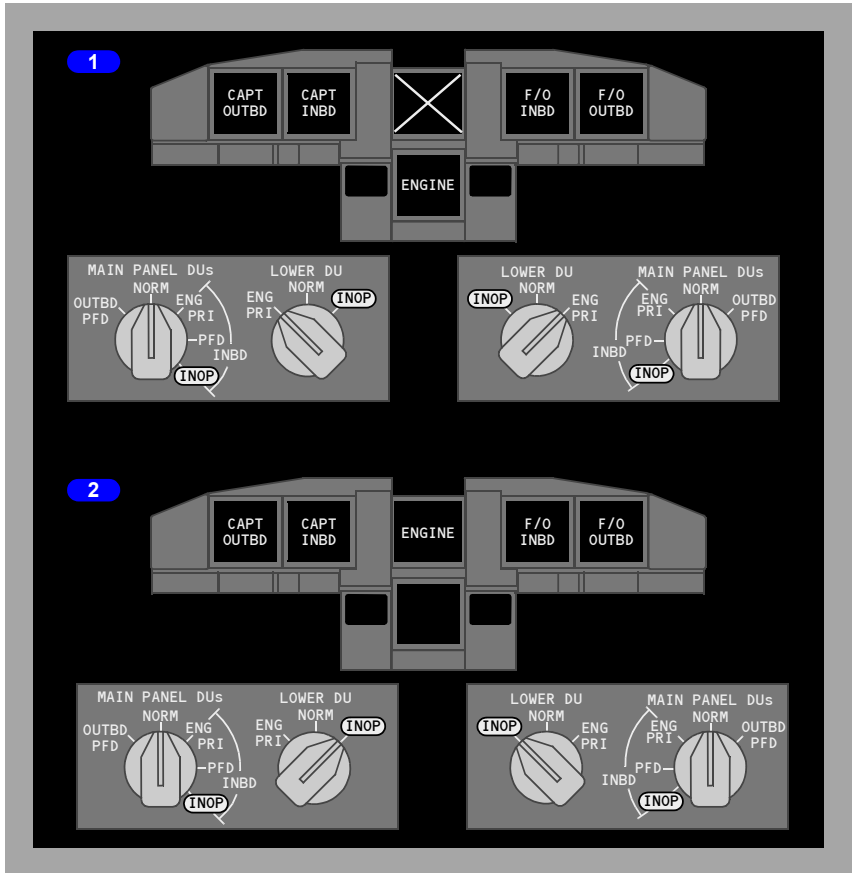 1
CAPT
OUTBD
CAPT
INBD
F/O
INBD
F/O
OUTBD
ENGINE
MAIN PANEL DUs
NORM
OUTBD
PFD
ENG
PRI
PFD
INBD
INOP
LOWER DU
NORM
ENG
PRI
INOP
LOWER DU
NORM
INOP
ENG
PRI
MAIN PANEL DUs
NORM
ENG
PRI
OUTBD
PFD
PFD
INBD
INOP
2
CAPT
OUTBD
CAPT
INBD
ENGINE
F/O
INBD
F/O
OUTBD
MAIN PANEL DUs
NORM
OUTBD
PFD
ENG
PRI
PFD
INBD
INOP
LOWER DU
NORM
ENG
PRI
INOP
LOWER DU
NORM
INOP
ENG
PRI
MAIN PANEL DUs
NORM
ENG
PRI
OUTBD
PFD
PFD
INBD
INOP